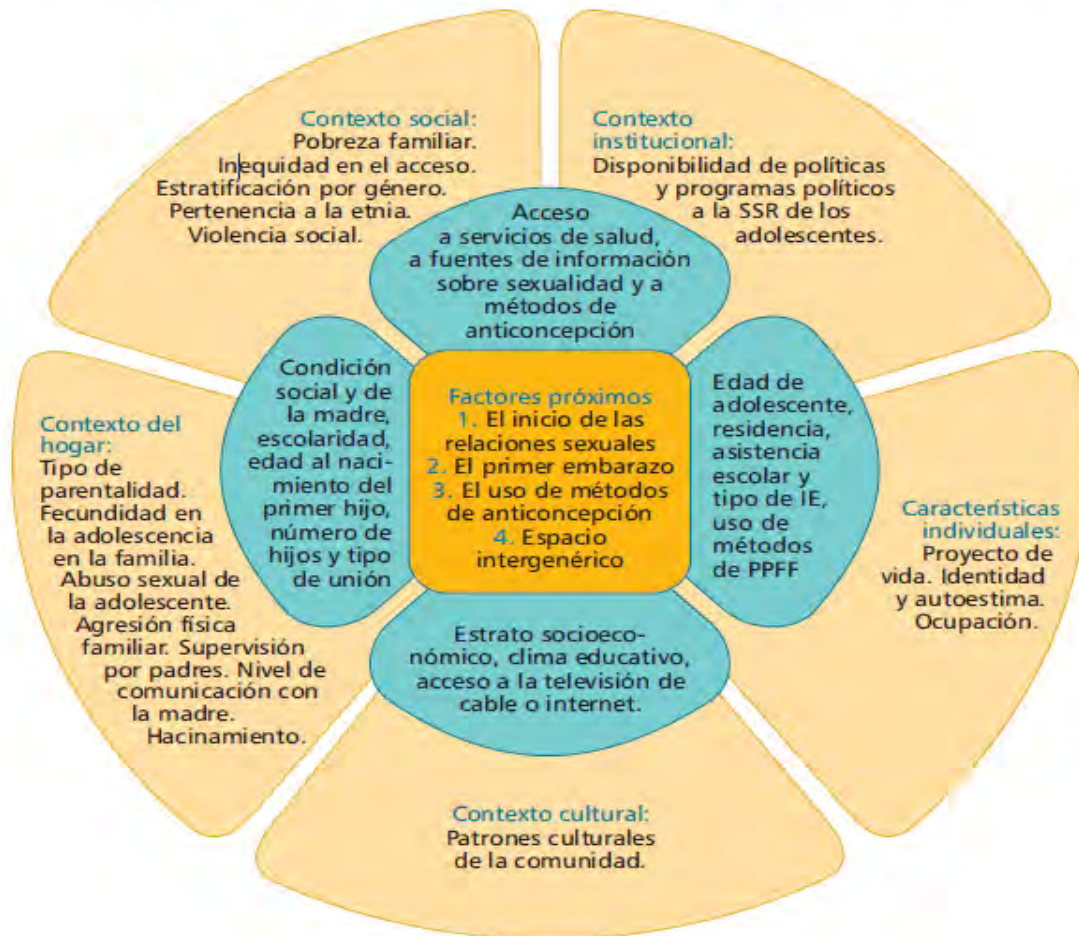 Contexto social:
Pobreza familiar.
Inequidad en el acceso.
Estratificación por género.
Pertenencia a la etnia.
Violencia social.
Contexto
institucional:
Disponibilidad de políticas
y programas políticos
a la SSR de los
adolescentes.
Acceso
a servicios de salud,
a fuentes de información
sobre sexualidad y a
métodos de
anticoncepción
Condición
social y de
la madre,
escolaridad,
edad al naci-
miento del
primer hijo,
número de
hijos y tipo
de unión
Factores próximos
1. El inicio de las
relaciones sexuales
2. El primer embarazo
3. El uso de métodos
de anticoncepción
4. Espacio
intergenérico
Edad de
adolescente,
residencia,
asistencia
escolar y
tipo de IE,
uso de
métodos
de PPFF
Contexto del
hogar:
Tipo de
parentalidad.
Fecundidad en
la adolescencia
en la familia.
Abuso sexual de
la adolescente.
Agresión física
familiar. Supervisión
por padres. Nivel de
comunicación con
la madre.
Hacinamiento.
Características
individuales:
Proyecto de
vida. Identidad
y autoestima.
Ocupación.
Estrato socioeco-
nómico, clima educativo,
acceso a la televisión de
cable o internet.
Contexto cultural:
Patrones culturales
de la comunidad.